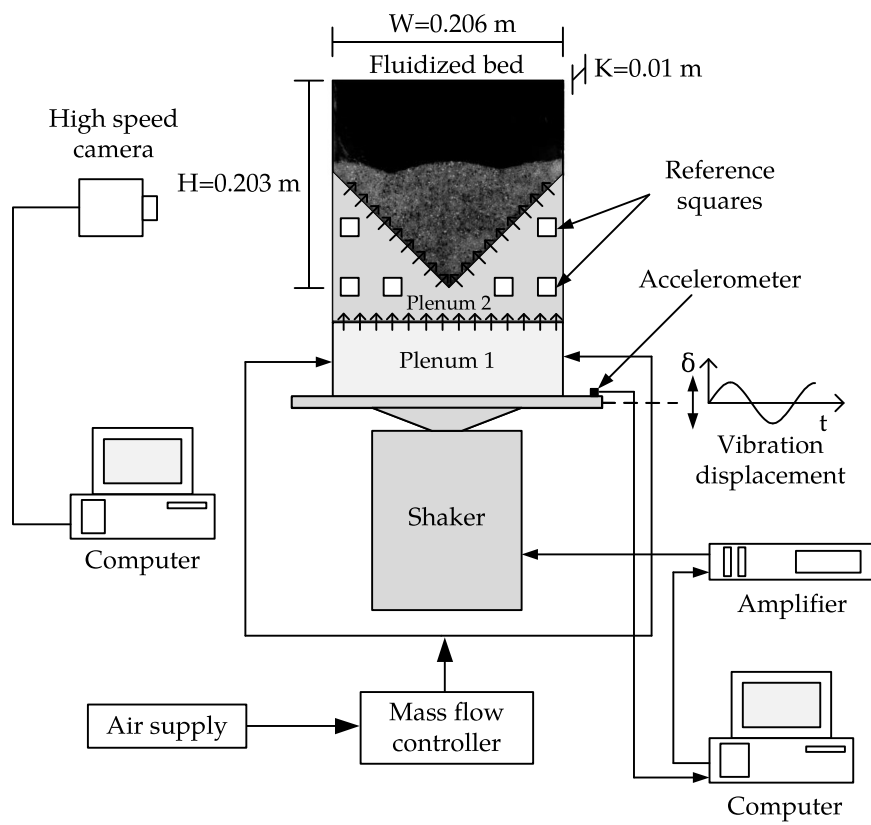 W=0.206 m
Fluidized bed
K=0.01 m
High speed
camera
H=0.203 m
Reference
squares
Accelerometer
Plenum 2
Plenum 1
δ
t
Vibration
displacement
Shaker
Computer
Amplifier
Air supply
Mass flow
controller
Computer